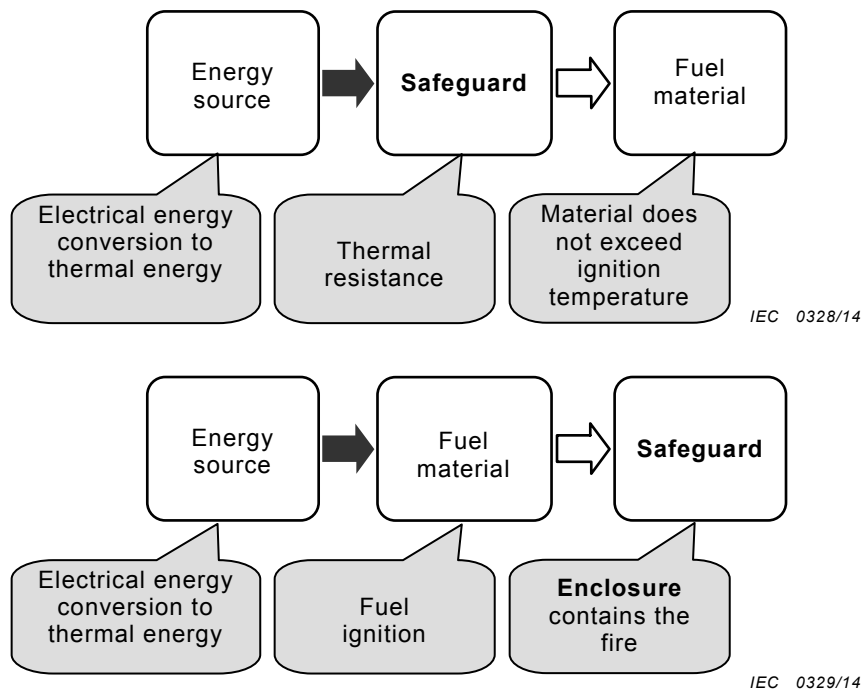 Energy
source
Safeguard
Fuel
material
Electrical energy
conversion to
thermal energy
Thermal
resistance
Material does
not exceed
ignition
temperature
IEC 0328/14
Energy
source
Fuel
material
Safeguard
Electrical energy
conversion to
thermal energy
Fuel
ignition
Enclosure
contains the
fire
IEC 0329/14